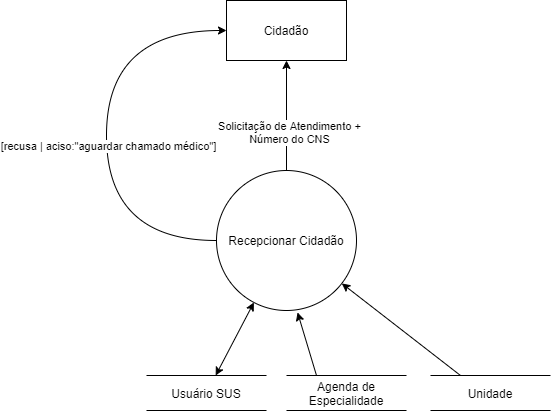 Cidadão
Solicitação de Atendimento +
Número do CNS
[recusa | aciso:"aguardar chamado médico"]
Recepcionar Cidadão
Usuário SUS
Agenda de
Especialidade
Unidade